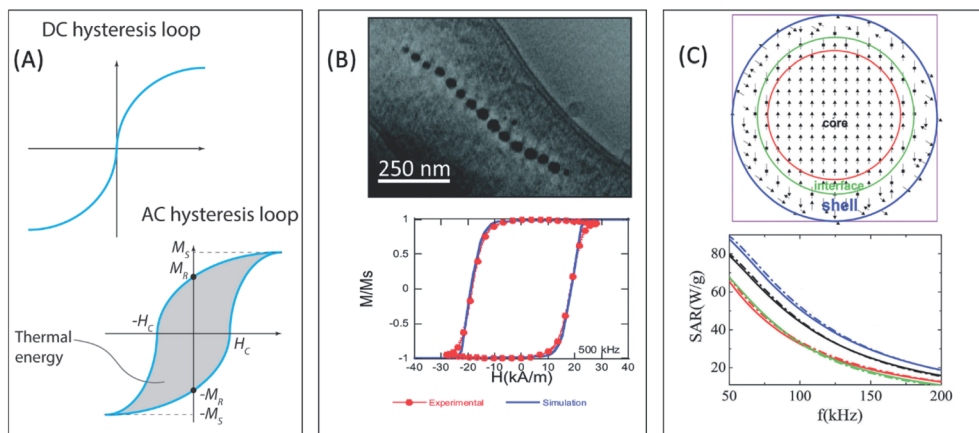 (A)
DC hysteresis loop
AC hysteresis loop
M_S
M_R
-H_C
H_C
Thermal
energy
-M_R
-M_S
(B)
250 nm
1
0.5
0
-0.5
-1
M/Ms
500 kHz
-40 -30 -20 -10 0 10 20 30 40
H(kA/m)
Experimental Simulation
(C)
core
interface
shell
80
60
40
20
SAR(W/g)
50 100 150 200
f(kHz)